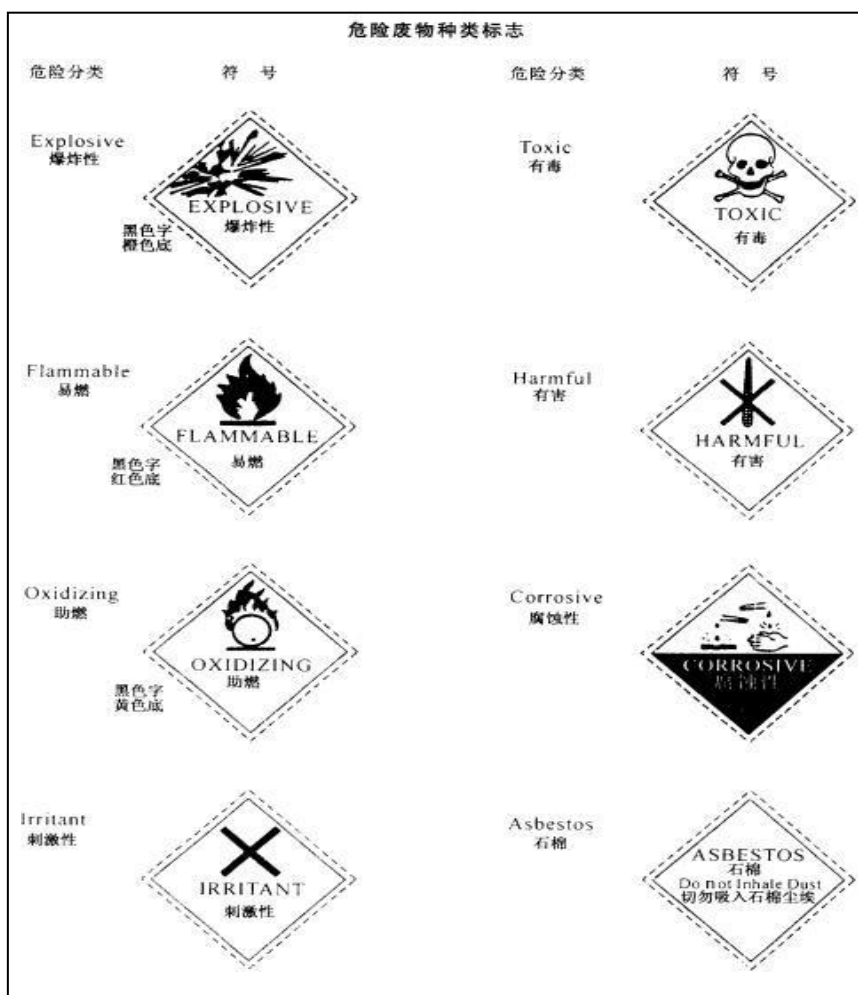 危险废物种类标志
危险分类 符 号 危险分类 符 号
Explosive
爆炸性
EXPLOSIVE
爆炸性
黑色字
橙色底
Toxic
有毒
TOXIC
有毒
Flammable
易燃
FLAMMABLE
易燃
黑色字
红色底
Harmful
有害
HARMFUL
有害
Oxidizing
助燃
OXIDIZING
助燃
黑色字
黄色底
Corrosive
腐蚀性
CORROSIVE
腐蚀性
Irritant
刺激性
IRRITANT
刺激性
Asbestos
石棉
ASBESTOS
石棉
Do not Inhale Dust
切勿吸入石棉尘埃